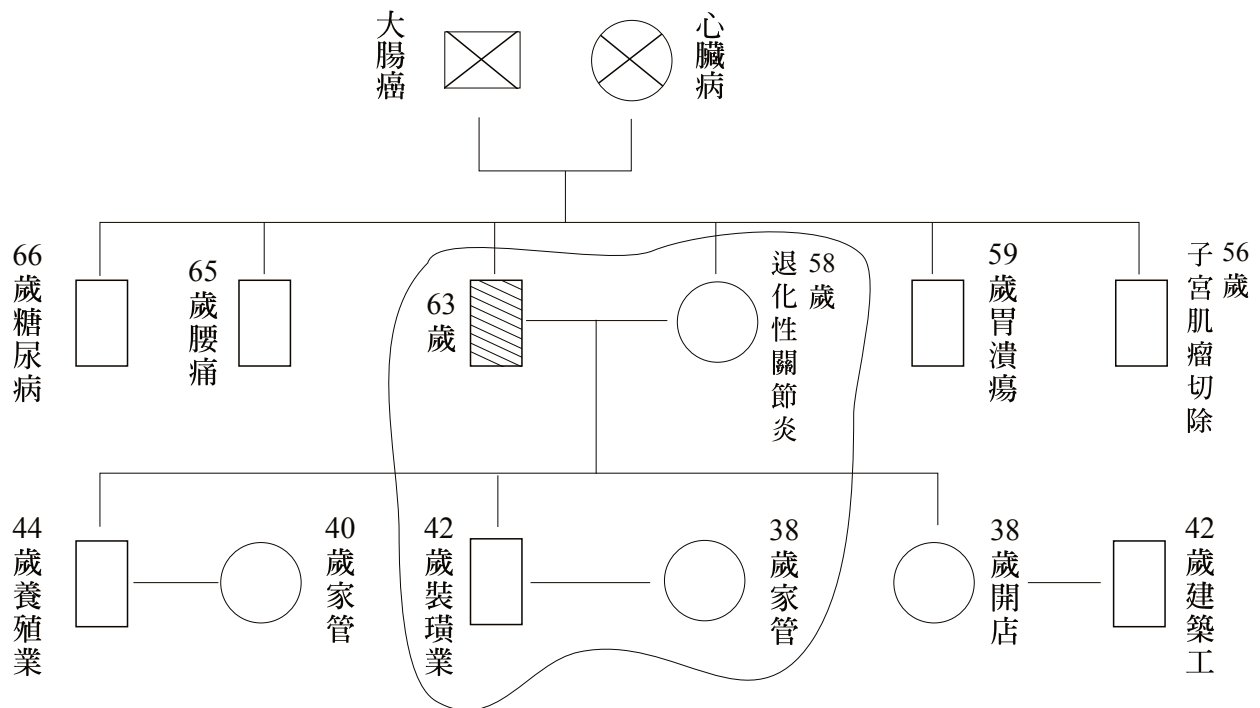 大腸癌
心臟病
66歲糖尿病
65歲腰痛
63歲
58歲
退化性關節炎
59歲胃潰瘍
56歲
子宮肌瘤切除
44歲養殖業
40歲家管
42歲裝璜業
38歲家管
38歲開店
42歲建築工